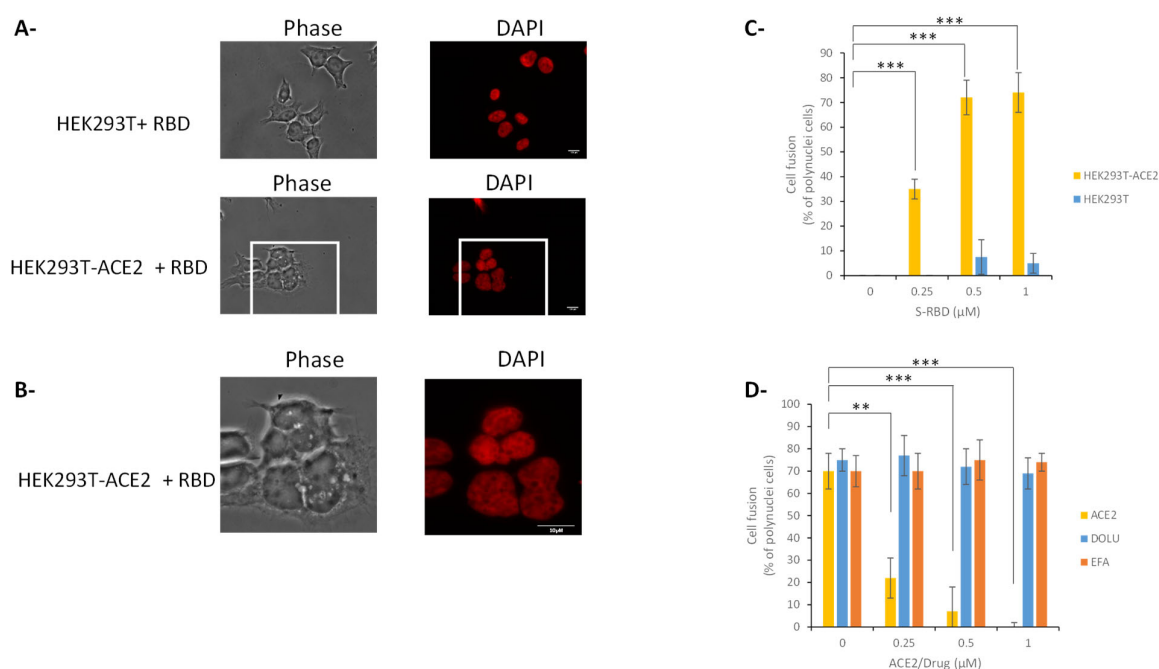 A-
Phase
DAPI
HEK293T+ RBD
Phase
DAPI
HEK293T-ACE2 + RBD
B-
Phase
DAPI
HEK293T-ACE2 + RBD
10µM
C-
***
***
***
90
80
70
60
50
40
30
20
10
0
Cell fusion
(% of polynuclei cells)
0 0.25 0.5 1
S-RBD (µM)
HEK293T-ACE2
HEK293T
D-
***
***
**
100
90
80
70
60
50
40
30
20
10
0
Cell fusion
(% of polynuclei cells)
0 0.25 0.5 1
ACE2/Drug (µM)
ACE2
DOLU
EFA